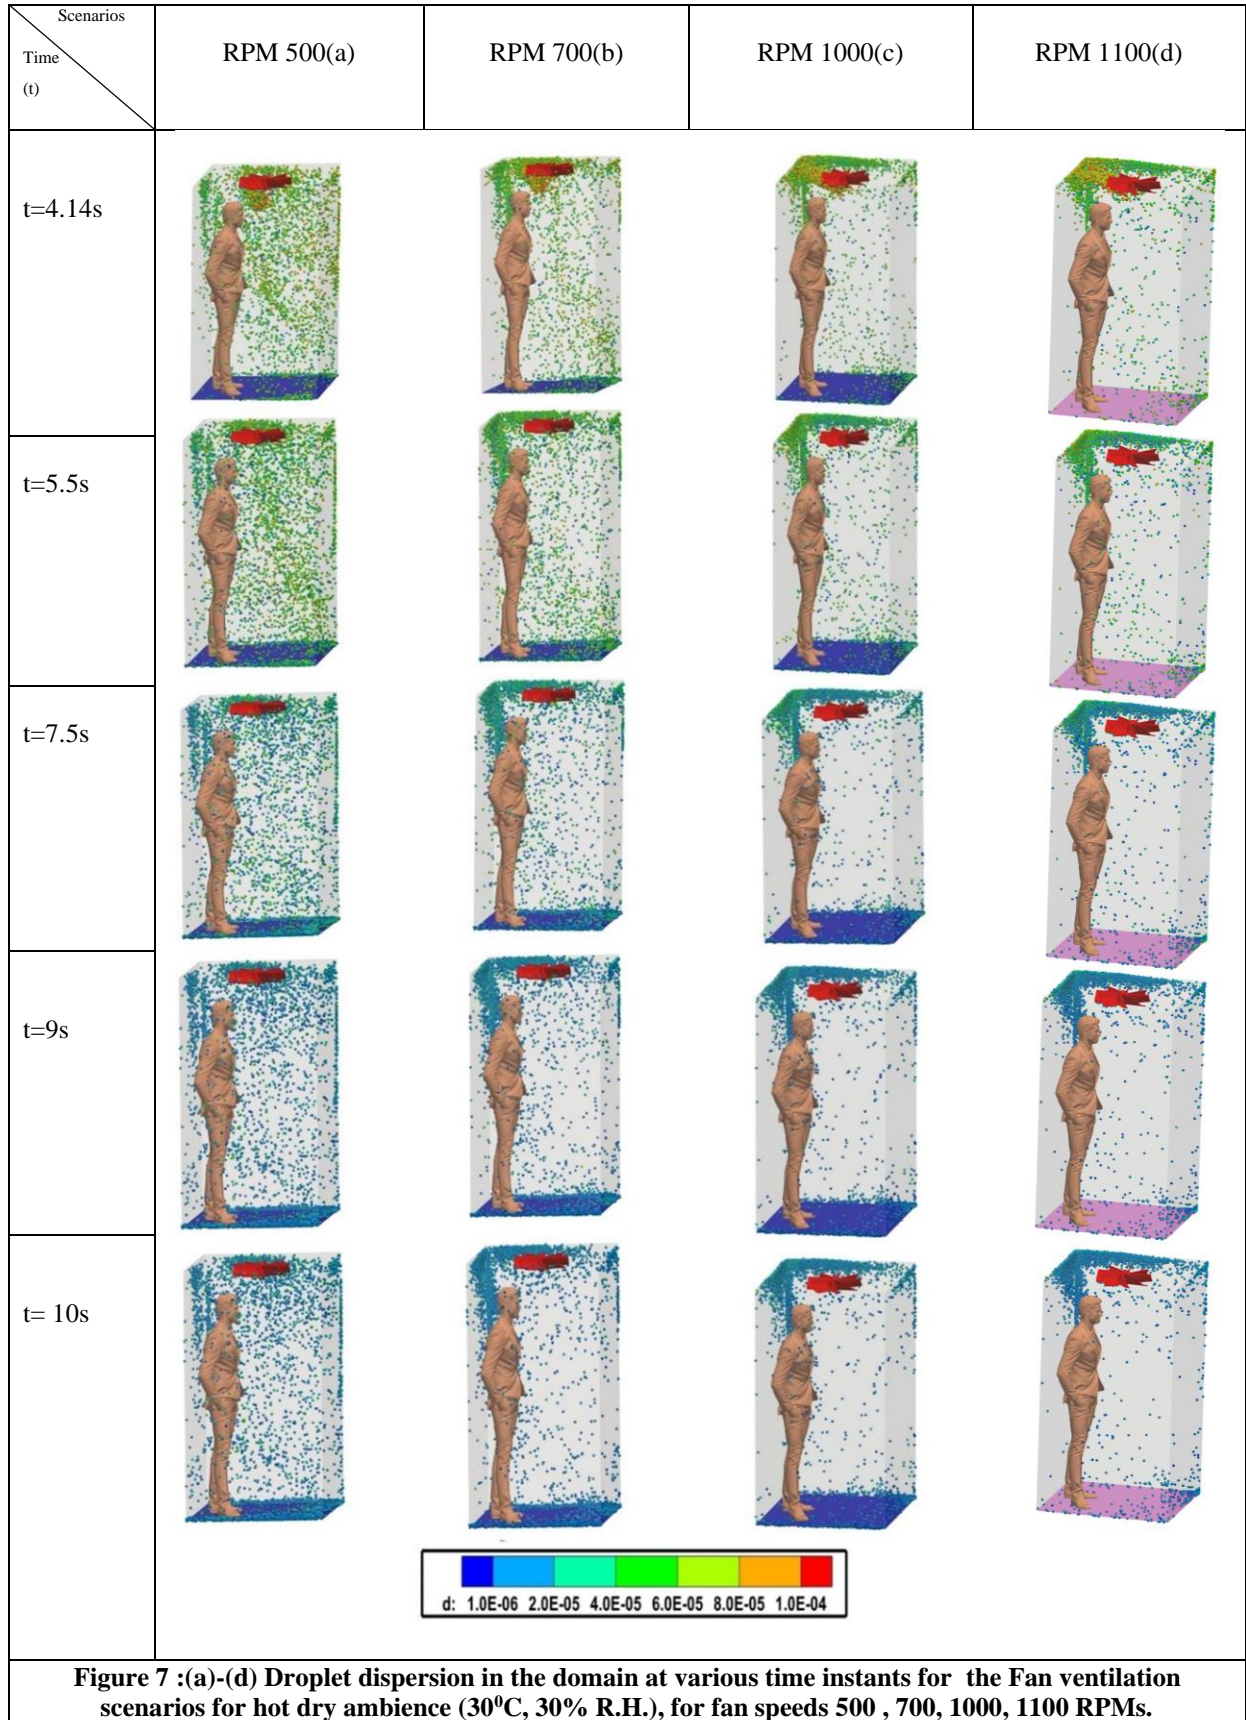 Scenarios
Time
(t)
RPM 500(a)
RPM 700(b)
RPM 1000(c)
RPM 1100(d)
t=4.14s
t=5.5s
t=7.5s
t=9s
t= 10s
d: 1.0E-06 2.0E-05 4.0E-05 6.0E-05 8.0E-05 1.0E-04
Figure 7 :(a)-(d) Droplet dispersion in the domain at various time instants for the Fan ventilation
scenarios for hot dry ambience (30⁰C, 30% R.H.), for fan speeds 500 , 700, 1000, 1100 RPMs.